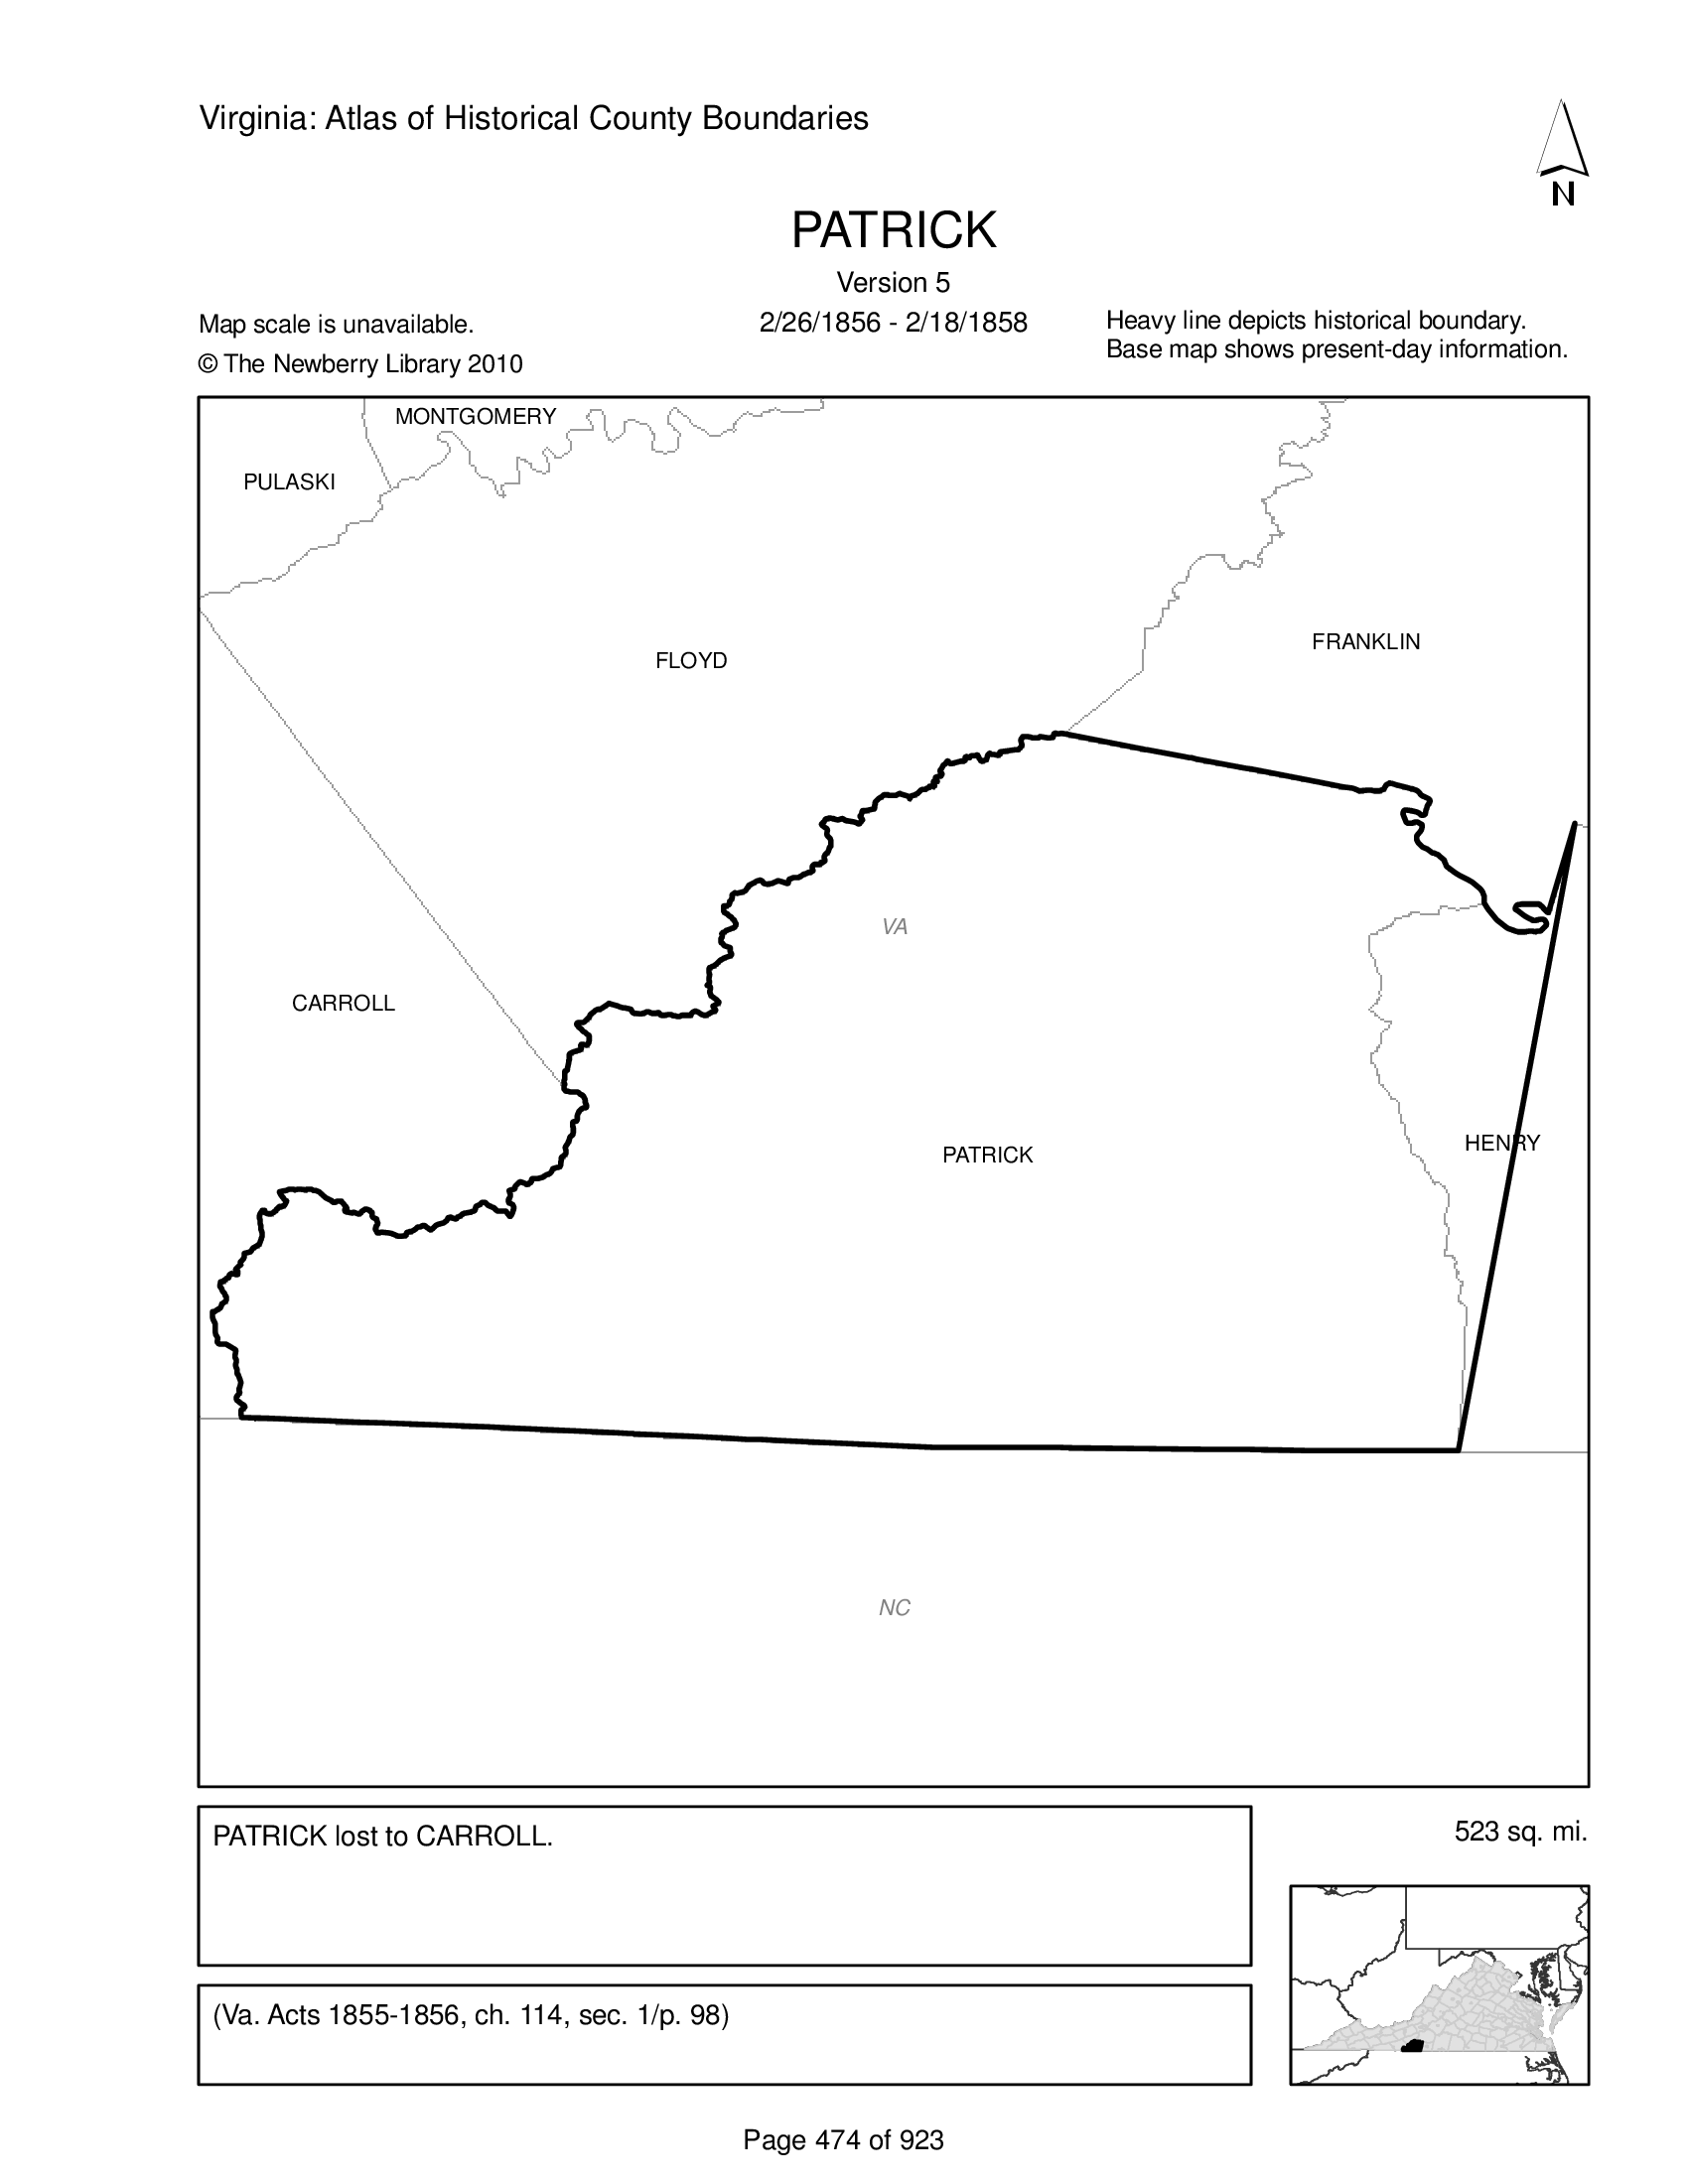 Virginia: Atlas of Historical County Boundaries
N
PATRICK
Version 5
2/26/1856 - 2/18/1858
Map scale is unavailable.
© The Newberry Library 2010
Heavy line depicts historical boundary.
Base map shows present-day information.
MONTGOMERY
PULASKI
FRANKLIN
FLOYD
VA
CARROLL
HENRY
PATRICK
NC
PATRICK lost to CARROLL.
523 sq. mi.
(Va. Acts 1855-1856, ch. 114, sec. 1/p. 98)
Page 474 of 923